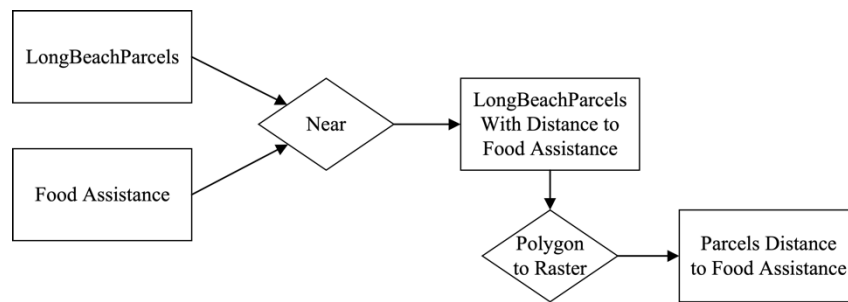 LongBeachParcels
Food Assistance
Near
LongBeachParcels
With Distance to
Food Assistance
Polygon
to Raster
Parcels Distance
to Food Assistance